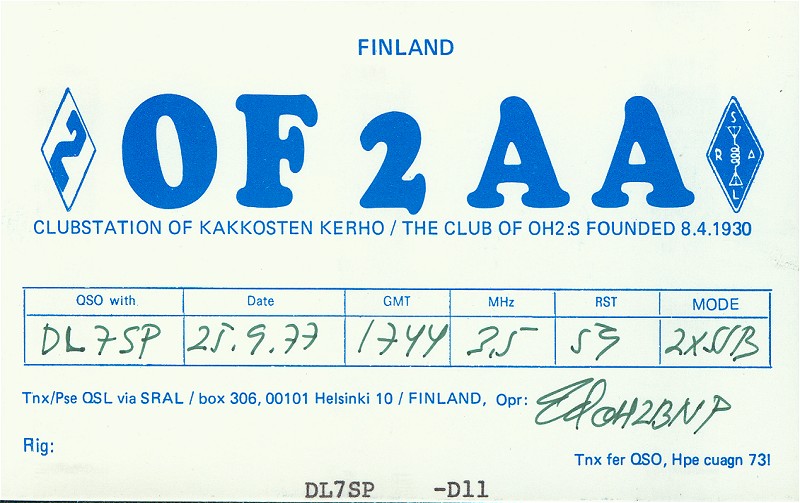 FINLAND
OF2AA
S
R A
L
CLUBSTATION OF KAKKOSTEN KERHO / THE CLUB OF OH2:S FOUNDED 8.4.1930
QSO with Date GMT MHz RST MODE
DL7SP 25.9.77 1744 3,5 59 2xSSB
Tnx/Pse QSL via SRAL / box 306, 00101 Helsinki 10 / FINLAND, Opr: OH2BNP
Rig:
Tnx fer QSO, Hpe cuagn 73!
DL7SP -D11